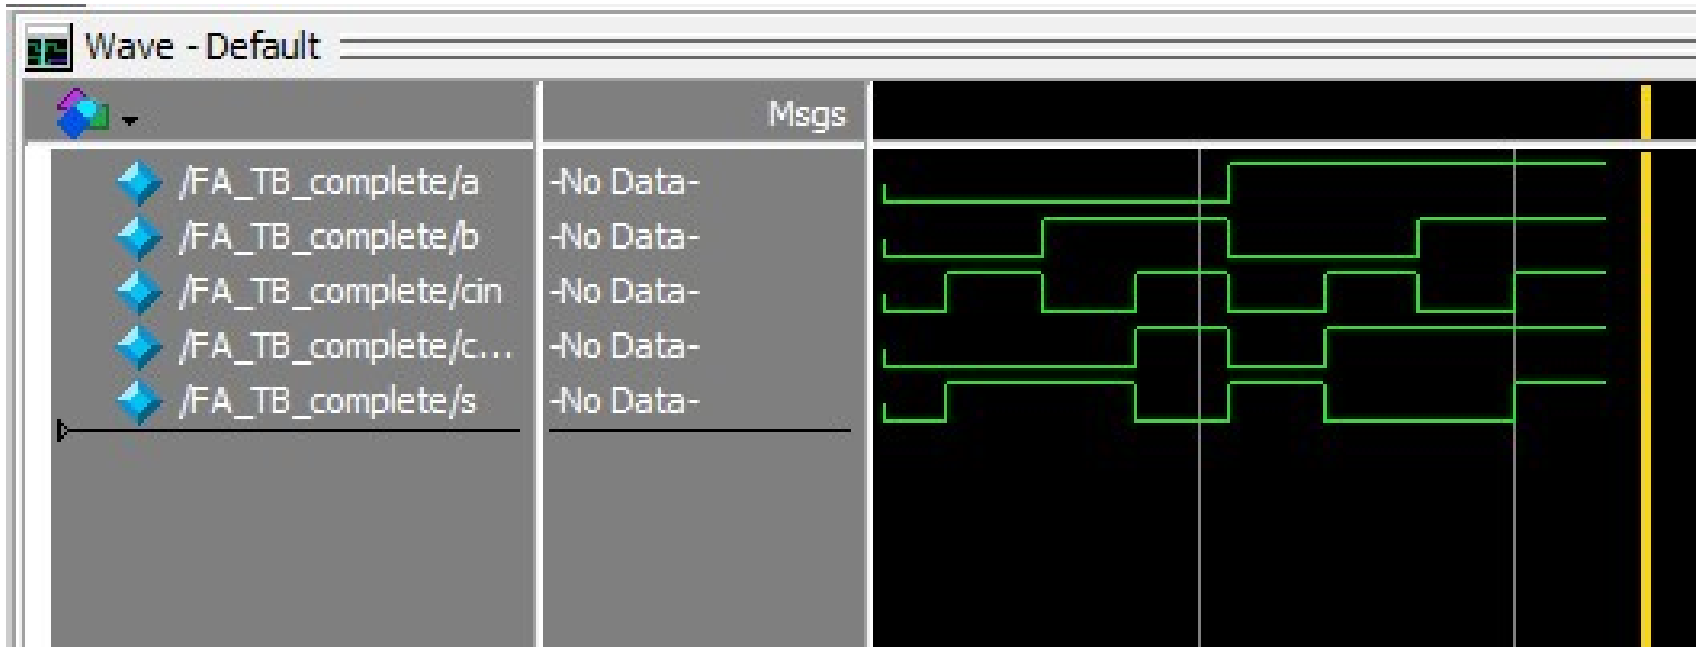 Wave - Default
Msgs
/FA_TB_complete/a -No Data-
/FA_TB_complete/b -No Data-
/FA_TB_complete/cin -No Data-
/FA_TB_complete/c... -No Data-
/FA_TB_complete/s -No Data-